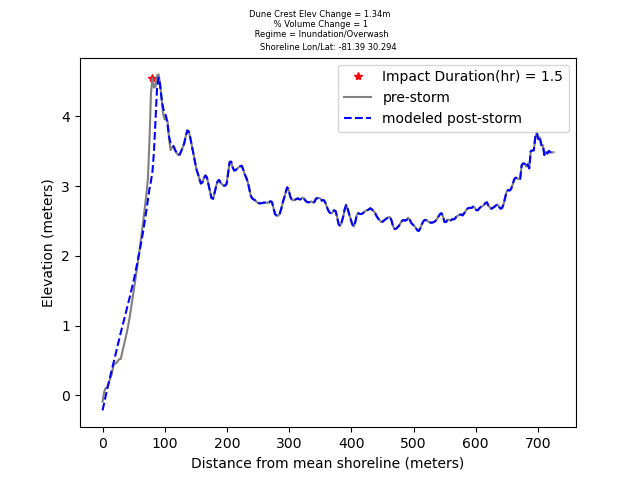 Dune Crest Elev Change = 1.34m
% Volume Change = 1
Regime = Inundation/Overwash
Shoreline Lon/Lat: -81.39 30.294
Impact Duration(hr) = 1.5
pre-storm
modeled post-storm
Elevation (meters)
4
3
2
1
0
0 100 200 300 400 500 600 700
Distance from mean shoreline (meters)